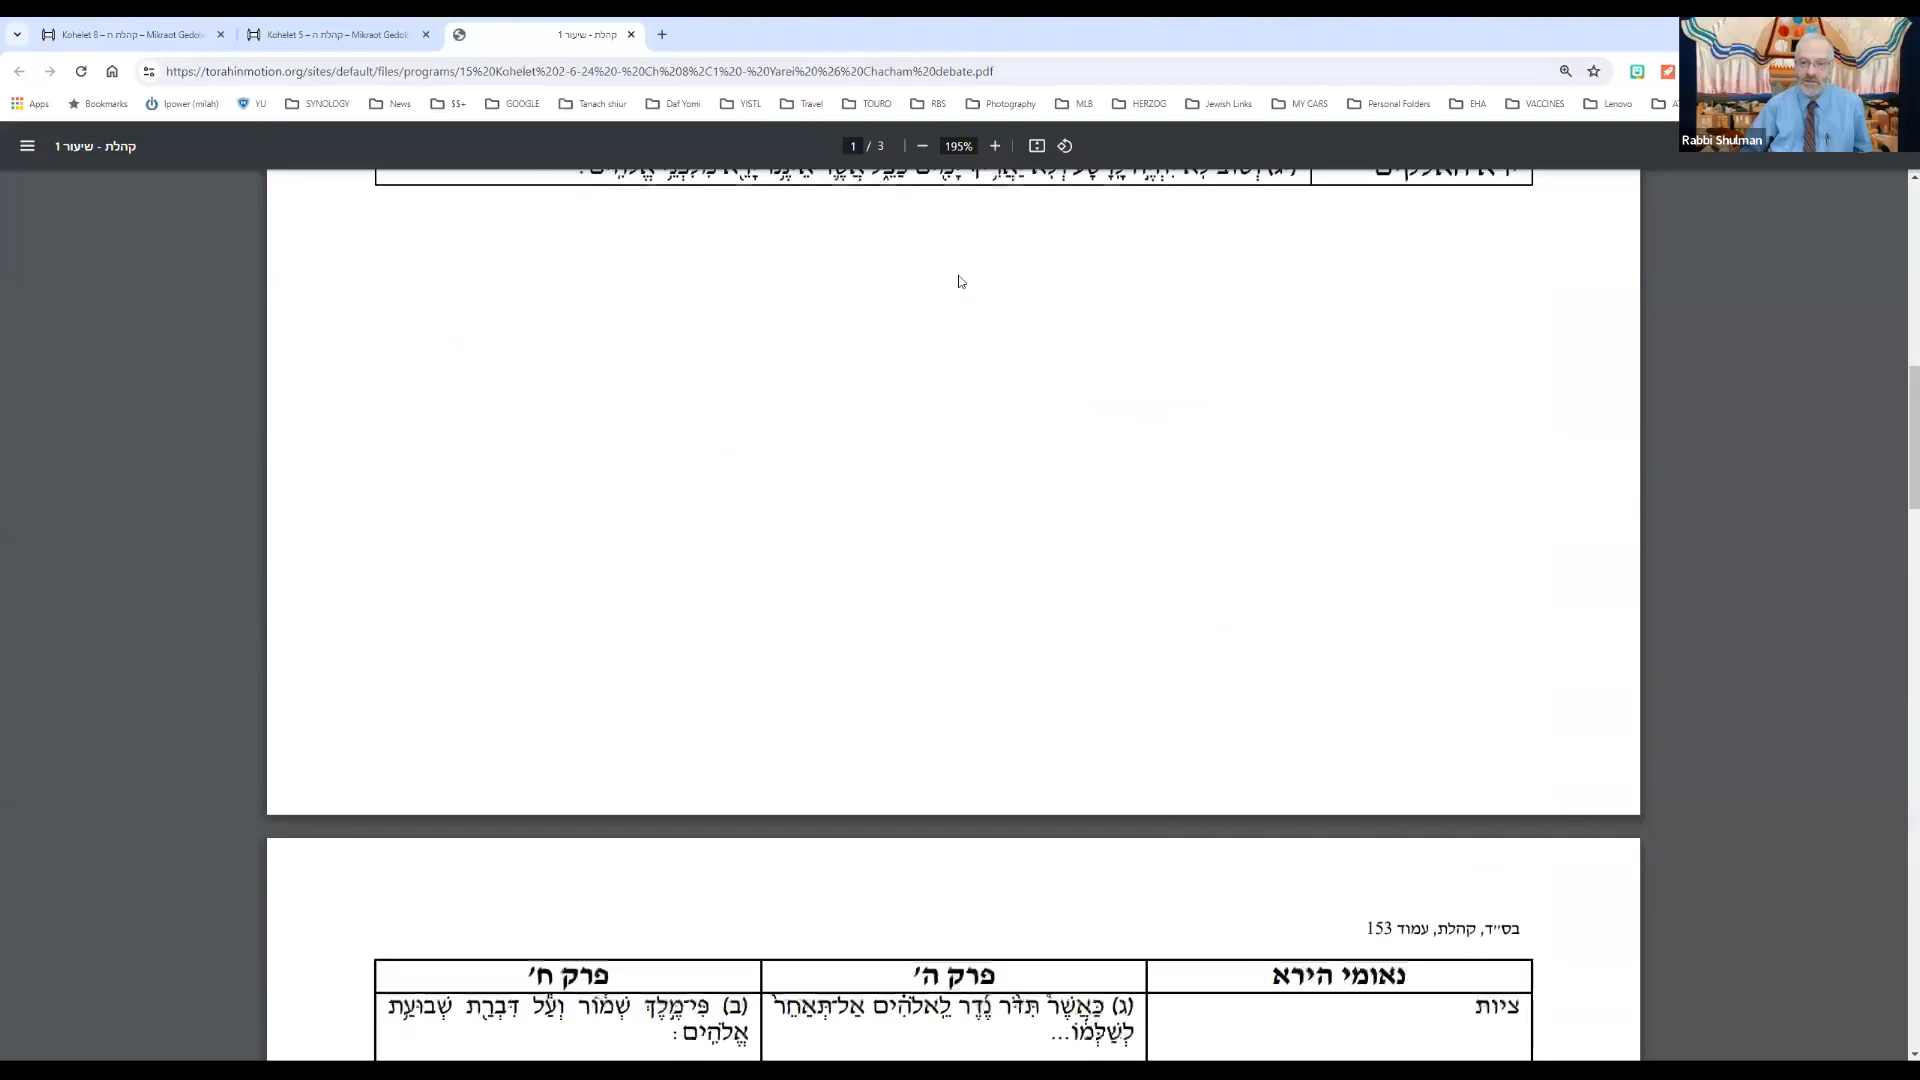 Kohelet 8 – קהלת ח – Mikraot Gedol
Kohelet 5 – קהלת ה – Mikraot Gedol
קהלת - שיעור 1
https://torahinmotion.org/sites/default/files/programs/15%20Kohelet%202-6-24%20-%20Ch%208%2C1%20-%20Yarei%20%26%20Chacham%20debate.pdf
Apps Bookmarks Ipower (milah) YU SYNOLOGY News $$+ GOOGLE Tanach shiur Daf Yomi YISTL Travel TOURO RBS Photography MLB HERZOG Jewish Links MY CARS Personal Folders EHA VACCINES Lenovo
Rabbi Shulman
קהלת - שיעור 1
1 / 3
195%
בס״ד, קהלת, עמוד 153
נאומי הירא
פרק ה׳
פרק ח׳
ציות
(ג) כַּאֲשֶׁר֩ תִּדֹּ֨ר נֶ֜דֶר לֵֽאלֹהִ֗ים אַל־תְּאַחֵר֙
לְשַׁלְּמ֔וֹ...
(ב) פִּי־מֶ֣לֶךְ שְׁמ֔וֹר וְעַ֕ל דִּבְרַ֖ת שְׁבוּעַ֥ת
אֱלֹהִֽים: